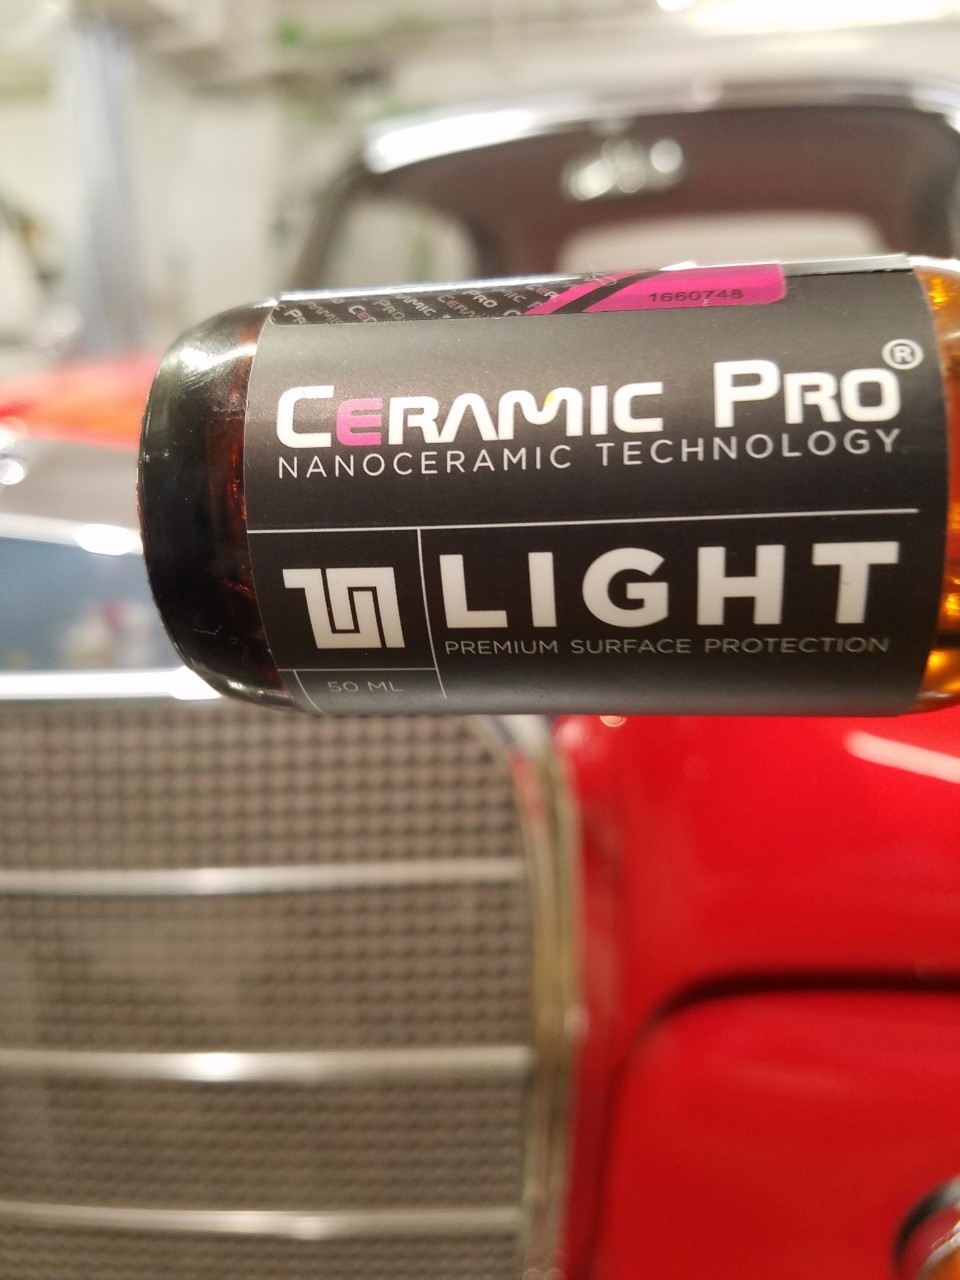 1660748
CERAMIC PRO®
NANOCERAMIC TECHNOLOGY
LIGHT
PREMIUM SURFACE PROTECTION
50 ML